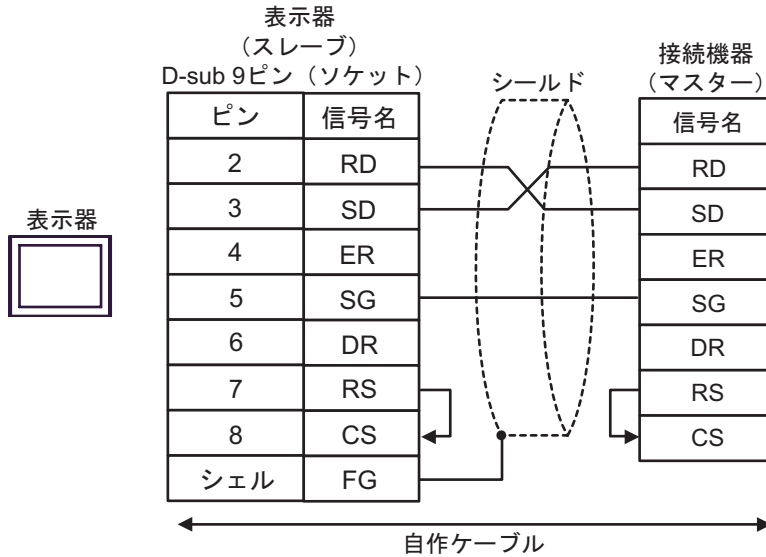 表示器
（スレーブ）
D-sub 9ピン（ソケット）
シールド
接続機器
（マスター）
表示器
ピン 信号名
2 RD
3 SD
4 ER
5 SG
6 DR
7 RS
8 CS
シェル FG
信号名
RD
SD
ER
SG
DR
RS
CS
自作ケーブル